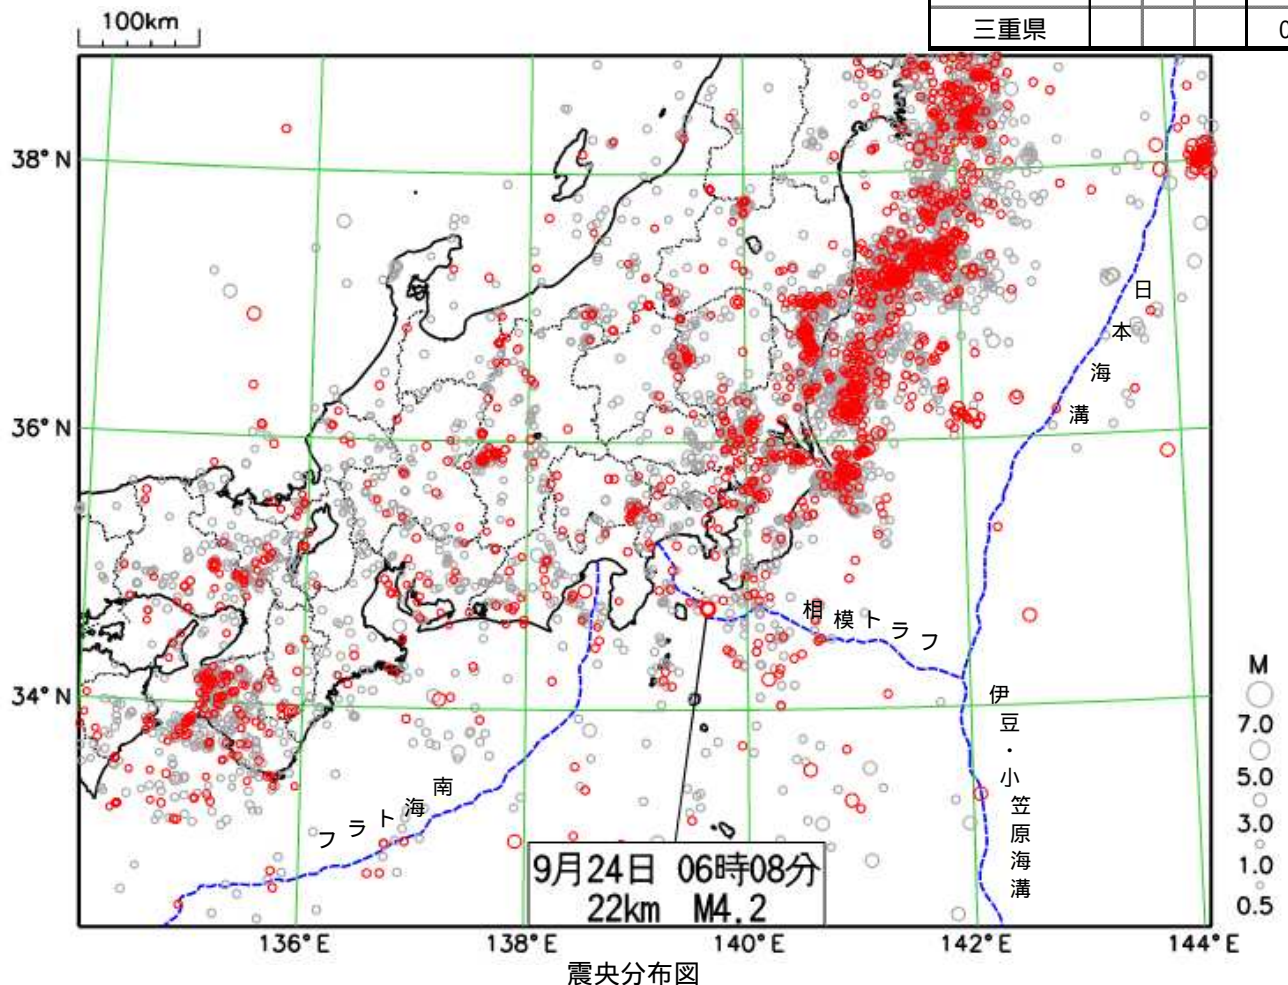 三重県
0
100km
38°N
36°N
34°N
日本海溝
相模トラフ
伊豆・小笠原海溝
南海トラフ
M
7.0
5.0
3.0
1.0
0.5
9月24日 06時08分
22km M4.2
136°E
138°E
140°E
142°E
144°E
震央分布図